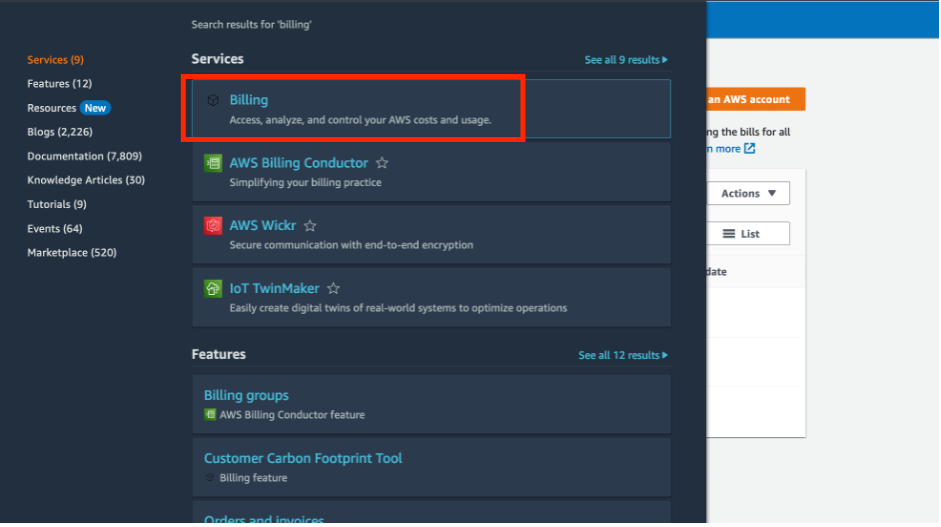 Search results for 'billing'
Services (9)
Features (12)
Resources New
Blogs (2,226)
Documentation (7,809)
Knowledge Articles (30)
Tutorials (9)
Events (64)
Marketplace (520)
Services
See all 9 results
Billing
Access, analyze, and control your AWS costs and usage.
AWS Billing Conductor
Simplifying your billing practice
AWS Wickr
Secure communication with end-to-end encryption
IoT TwinMaker
Easily create digital twins of real-world systems to optimize operations
Features
See all 12 results
Billing groups
AWS Billing Conductor feature
Customer Carbon Footprint Tool
Billing feature
Orders and invoices
an AWS account
ng the bills for all
n more
Actions
List
date